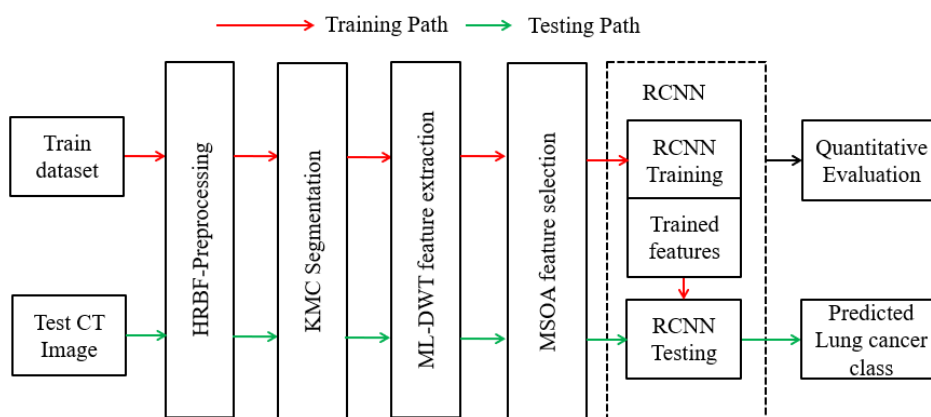 Training Path
Testing Path
Train
dataset
Test CT
Image
HRBF-Preprocessing
KMC Segmentation
ML-DWT feature extraction
MSOA feature selection
RCNN
RCNN
Training
Trained
features
RCNN
Testing
Quantitative
Evaluation
Predicted
Lung cancer
class